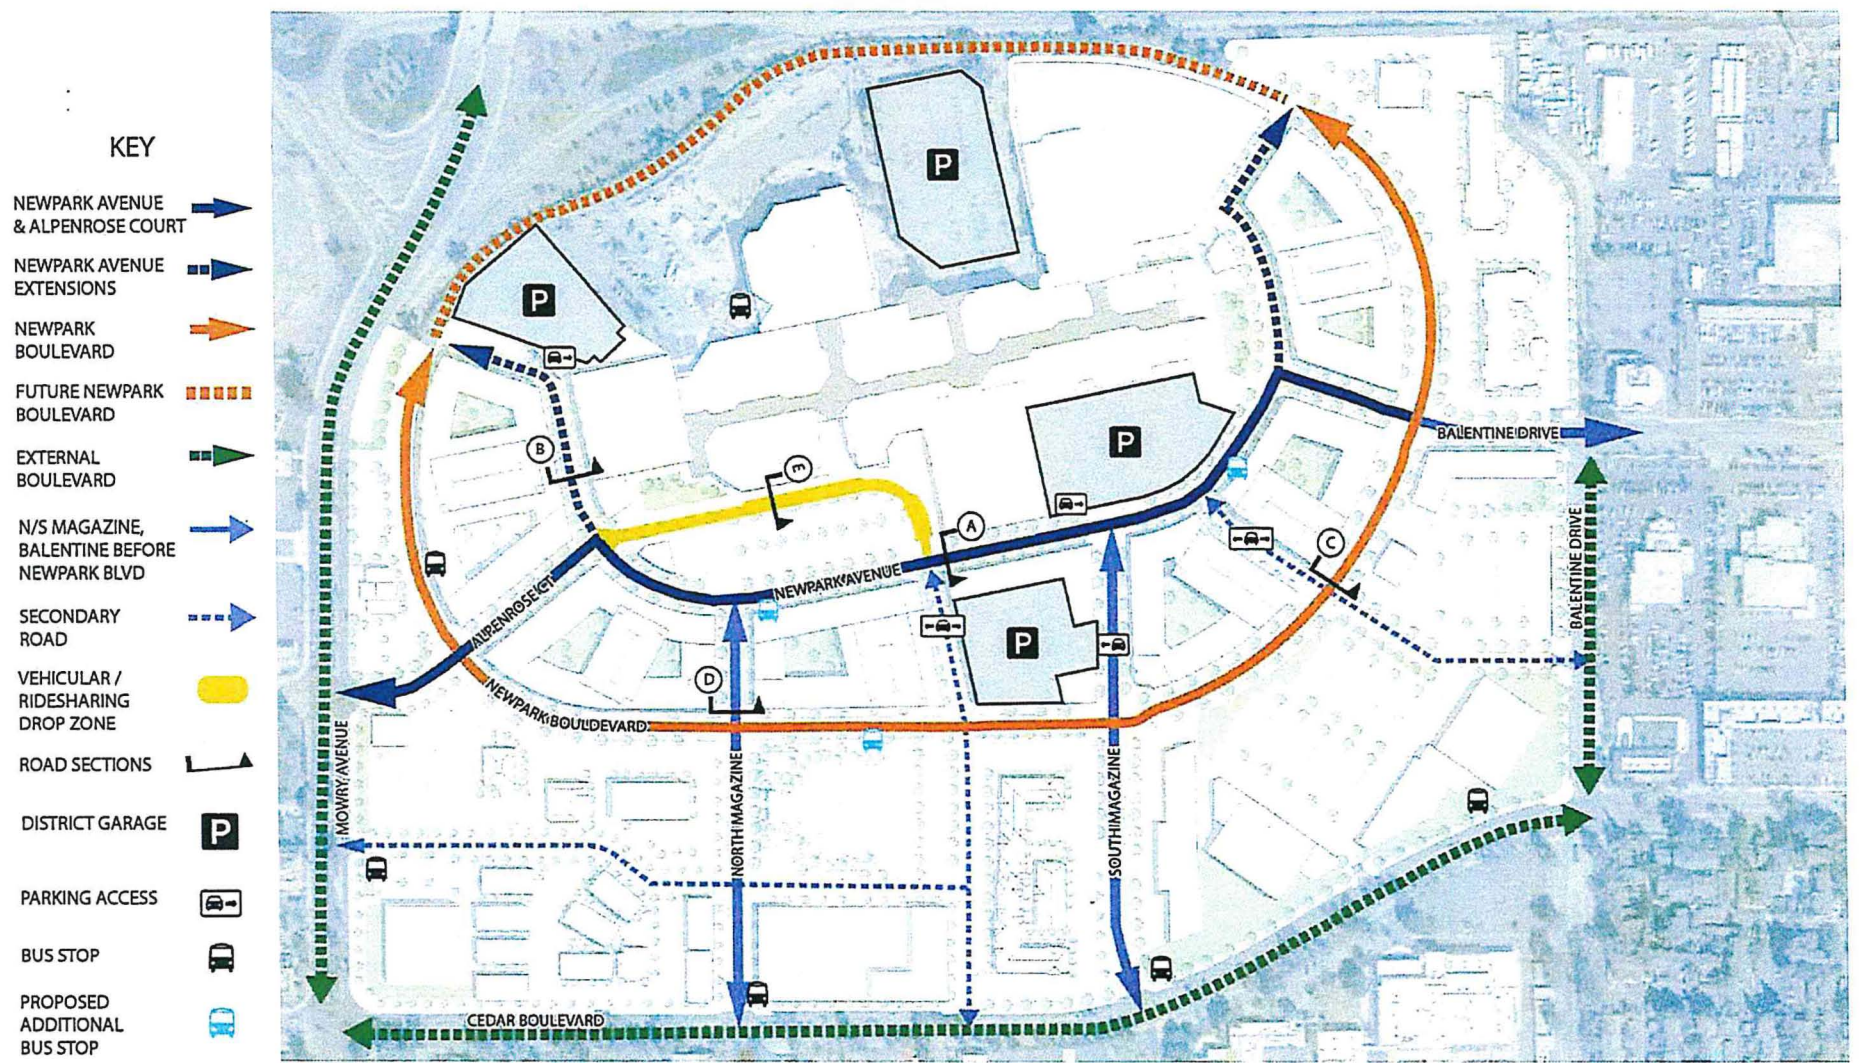 KEY
NEWPARK AVENUE
& ALPENROSE COURT
NEWPARK AVENUE
EXTENSIONS
NEWPARK
BOULEVARD
FUTURE NEWPARK
BOULEVARD
EXTERNAL
BOULEVARD
N/S MAGAZINE,
BALENTINE BEFORE
NEWPARK BLVD
SECONDARY
ROAD
VEHICULAR /
RIDESHARING
DROP ZONE
ROAD SECTIONS
DISTRICT GARAGE
P
PARKING ACCESS
BUS STOP
PROPOSED
ADDITIONAL
BUS STOP
P
P
P
P
B
E
A
C
D
BALENTINE DRIVE
BALENTINE DRIVE
NEWPARK AVENUE
ALPENROSE CT
NEWPARK BOULDEVARD
MOWRY AVENUE
NORTH MAGAZINE
SOUTH MAGAZINE
CEDAR BOULEVARD